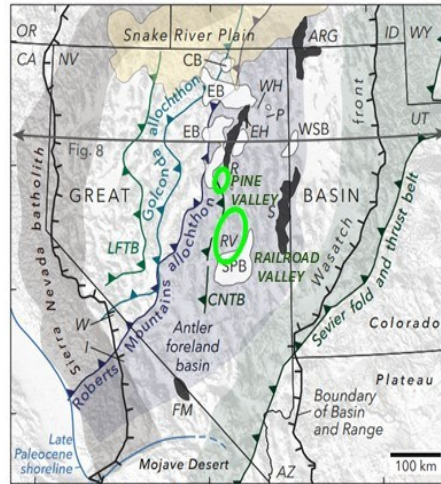 OR
Snake River Plain
ID
WY
CA
NV
CB
ARG
EB
WH
P
EB
EH
WSB
UT
Fig. 8
R
PINE
VALLEY
GREAT
BASIN
S
RV
RAILROAD
VALLEY
SPB
LFTB
CNTB
Golconda
allochthon
Roberts Mountains allochthon
Sierra Nevada batholith
Wasatch front
Sevier fold and thrust belt
W
I
Antler
foreland
basin
Colorado
Plateau
FM
Boundary
of Basin
and Range
Late
Paleocene
shoreline
Mojave Desert
AZ
100 km